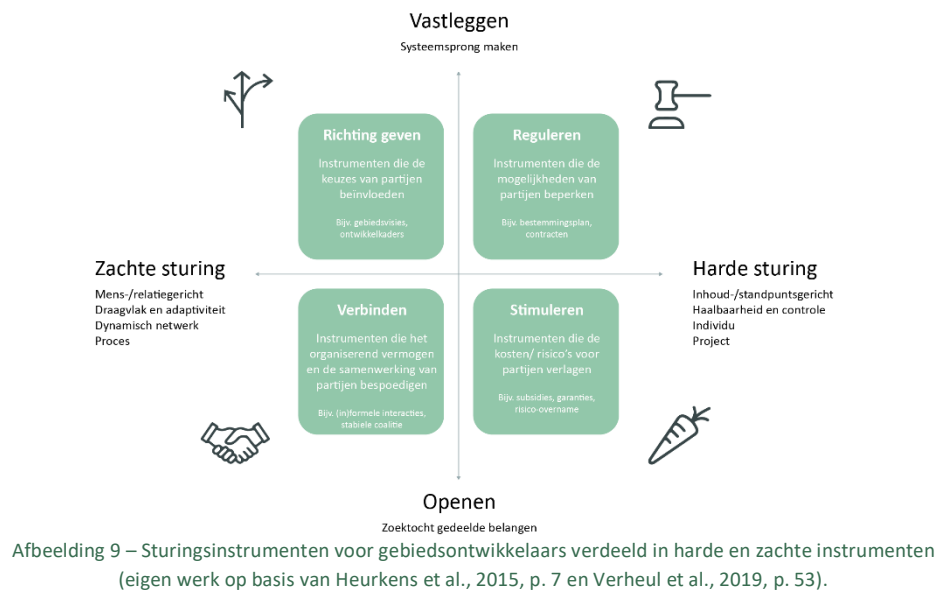 Vastleggen
Systeemsprong maken
Richting geven
Instrumenten die de
keuzes van partijen
beïnvloeden
Bijv. gebiedsvisies,
ontwikkelkaders
Reguleren
Instrumenten die de
mogelijkheden van
partijen beperken
Bijv. bestemmingsplan,
contracten
Zachte sturing
Mens-/relatiegericht
Draagvlak en adaptiviteit
Dynamisch netwerk
Proces
Harde sturing
Inhoud-/standpuntsgericht
Haalbaarheid en controle
Individu
Project
Verbinden
Instrumenten die het
organiserend vermogen
en de samenwerking van
partijen bespoedigen
Bijv. (in)formele interacties,
stabiele coalitie
Stimuleren
Instrumenten die de
kosten/ risico's voor
partijen verlagen
Bijv. subsidies, garanties,
risico-overname
Openen
Zoektocht gedeelde belangen
Afbeelding 9 – Sturingsinstrumenten voor gebiedsontwikkelaars verdeeld in harde en zachte instrumenten
(eigen werk op basis van Heurkens et al., 2015, p. 7 en Verheul et al., 2019, p. 53).